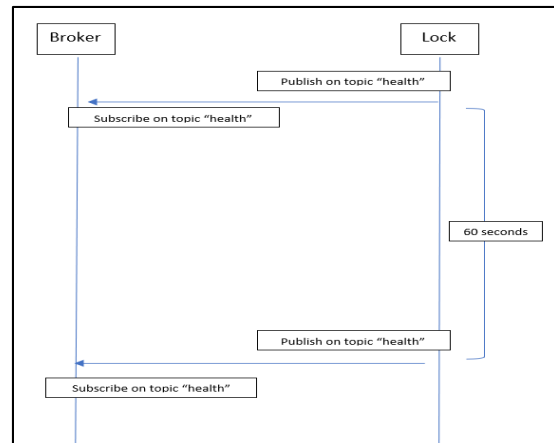 Broker
Lock
Publish on topic “health”
Subscribe on topic “health”
60 seconds
Publish on topic “health”
Subscribe on topic “health”